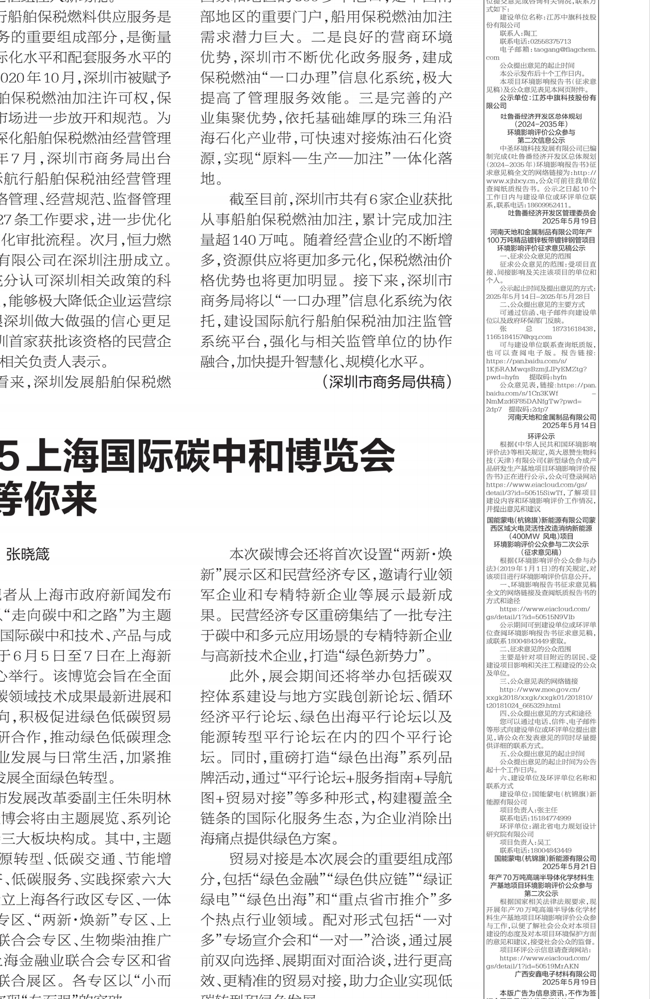 行船舶保税燃料供应服务是
务的重要组成部分,是衡量
际化水平和配套服务水平的
020年10月,深圳市被赋予
舶保税燃油加注许可权,保
市场进一步放开和规范。为
深化船舶保税燃油经营管理
年7月,深圳市商务局出台
际航行船舶保税油经营管理
格管理、经营规范、监督管理
27条工作要求,进一步优化
化审批流程。次月,恒力燃
有限公司在深圳注册成立。
充分认可深圳相关政策的科
,能够极大降低企业运营综
跟深圳做大做强的信心更足
圳首家获批该资格的民营企
相关负责人表示。
看来,深圳发展船舶保税燃
部地区的重要门户,船用保税燃油加注
需求潜力巨大。二是良好的营商环境
优势,深圳市不断优化政务服务,建成
保税燃油“一口办理”信息化系统,极大
提高了管理服务效能。三是完善的产
业集聚优势,依托基础雄厚的珠三角沿
海石化产业带,可快速对接炼油石化资
源,实现“原料—生产—加注”一体化落
地。
截至目前,深圳市共有6家企业获批
从事船舶保税燃油加注,累计完成加注
量超140万吨。随着经营企业的不断增
多,资源供应将更加多元化,保税燃油价
格优势也将更加明显。接下来,深圳市
商务局将以“一口办理”信息化系统为依
托,建设国际航行船舶保税油加注监管
系统平台,强化与相关监管单位的协作
融合,加快提升智慧化、规模化水平。
(深圳市商务局供稿)
5上海国际碳中和博览会
等你来
张晓箴
记者从上海市政府新闻发布
以“走向碳中和之路”为主题
国际碳中和技术、产品与成
于6月5日至7日在上海新
心举行。该博览会旨在全面
碳领域技术成果最新进展和
向,积极促进绿色低碳贸易
研合作,推动绿色低碳理念
业发展与日常生活,加紧推
发展全面绿色转型。
市发展改革委副主任朱明林
博会将由主题展览、系列论
三大板块构成。其中,主题
源转型、低碳交通、节能增
、低碳服务、实践探索六大
立上海各行政区专区、一体
专区、“两新·焕新”专区、上
联合会专区、生物柴油推广
上海金融业联合会专区和省
联合展区。各专区以“小而
本次碳博会还将首次设置“两新·焕
新”展示区和民营经济专区,邀请行业领
军企业和专精特新企业等展示最新成
果。民营经济专区重磅集结了一批专注
于碳中和多元应用场景的专精特新企业
与高新技术企业,打造“绿色新势力”。
此外,展会期间还将举办包括碳双
控体系建设与地方实践创新论坛、循环
经济平行论坛、绿色出海平行论坛以及
能源转型平行论坛在内的四个平行论
坛。同时,重磅打造“绿色出海”系列品
牌活动,通过“平行论坛+服务指南+导航
图+贸易对接”等多种形式,构建覆盖全
链条的国际化服务生态,为企业消除出
海痛点提供绿色方案。
贸易对接是本次展会的重要组成部
分,包括“绿色金融”“绿色供应链”“绿证
绿电”“绿色出海”和“重点省市推介”多
个热点行业领域。配对形式包括“一对
多”专场宣介会和“一对一”洽谈,通过展
前双向选择、展期面对面洽谈,进行更高
效、更精准的贸易对接,助力企业实现低
位提交意见或咨询有关情况,联系方
式如下:
建设单位名称:江苏中旗科技股
份有限公司
联系人:陶工
联系电话:02558375713
电子邮箱:taogang@flagchem.
com
公众提出意见的起止时间
本公示发布后十个工作日内。
本项目环境影响报告书(征求意
见稿)及公众意见表见本网页附件。
公示单位:江苏中旗科技股份有
限公司
吐鲁番经济开发区总体规划
(2024-2035年)
环境影响评价公众参与
第二次信息公示
中圣环境科技发展有限公司已编
制完成《吐鲁番经济开发区总体规划
(2024-2035年)环境影响报告书》征
求意见稿全文的网络链接为:http://
www.xjhbcy.cn,公众可前往我单位
查阅纸质报告书。公示之日起10个
工作日内与建设单位或环评单位联
系,联系电话:18609952411。
吐鲁番经济开发区管理委员会
2025年5月19日
河南天地和金属制品有限公司年产
100万吨精品镀锌板带镀锌钢管项目
环境影响评价征求意见稿公示
一、征求公众意见的范围
征求公众意见的范围:受项目直
接、间接影响及关注该项目的单位和
个人。
公示起止时间及提出意见的方式:
2025年5月14日-2025年5月28日
二、公众提出意见的主要方式
可通过信函、电子邮件向建设单
位以及政府环保部门反映。
张总 18731618438,
1165184157@qq.com
可与建设单位联系查询纸质版,
也可以查阅电子版。报告链接:
https://pan.baidu.com/s/
1Kj5RAMwqsBzmjLIPyEMZtg?
pwd=hyfn 提取码:hyfn
公众意见表,链接:https://pan.
baidu.com/s/1Cn3KWf -
NmMzd6F85DANfgTw?pwd=
2dp7 提取码:2dp7
河南天地和金属制品有限公司
2025年5月14日
环评公示
根据《中华人民共和国环境影响
评价法》等相关规定,英大恩赞生物科
技(天津)有限公司《新型绿色合成产
品研发生产基地项目环境影响评价报
告书》正在进行公示,公众可登录网站
https://www.eiacloud.com/gs/
detail/3?id=50515SiwTf,了解项目
建设内容和环境影响评价工作情况,
并提出意见和建议
国能蒙电(杭锦旗)新能源有限公司蒙
西区域火电灵活性改造消纳新能源
(400MW 风电)项目
环境影响评价公众参与二次公示
(征求意见稿)
根据《环境影响评价公众参与办
法》(2019年1月1日)的有关规定,对
该项目进行环境影响评价信息公开。
一、环境影响报告书征求意见稿
全文的网络链接及查阅纸质报告书的
方式和途径
https://www.eiacloud.com/
gs/detail/1?id=50515N9Vlb
公示期间可到建设单位或环评单
位查阅环境影响报告书征求意见稿,
或联系18004843449索取。
二、征求意见的公众范围
主要是针对项目附近的居民、受
建设项目影响和关注工程建设的公众
及单位。
三、公众意见表的网络链接
http://www.mee.gov.cn/
xxgk2018/xxgk/xxgk01/201810/
t20181024_665329.html
四、公众提出意见的方式和途径
您可以通过电话、信件、电子邮件
等形式向建设单位或环评单位提出意
见,请公众在发表意见的同时尽量提
供详细的联系方式。
五、公众提出意见的起止时间
公众提出意见的起止时间为公告
起十个工作日内。
六、建设单位及环评单位名称和
联系方式
建设单位:国能蒙电(杭锦旗)新
能源有限公司
项目负责人:张主任
联系电话:15184774999
环评单位:湖北省电力规划设计
研究院有限公司
项目负责人:吴工
联系电话:18004843449
国能蒙电(杭锦旗)新能源有限公司
2025年5月21日
年产70万吨高端半导体化学材料生
产基地项目环境影响评价公众参与
第二次公示
根据国家相关法律法规要求,现
开展年产70万吨高端半导体化学材
料生产基地项目环境影响评价公众参
与工作,以便了解社会公众对本项目
建设的态度及对本项目环境保护方面
的意见和建议,接受社会公众的监督。
项目环评公示信息请查询网站:
https://www.eiacloud.com/
gs/detail/1?id=50519MrAKN
广西安鑫电子材料有限公司
2025年5月19日
本版广告为信息资讯,不作为签